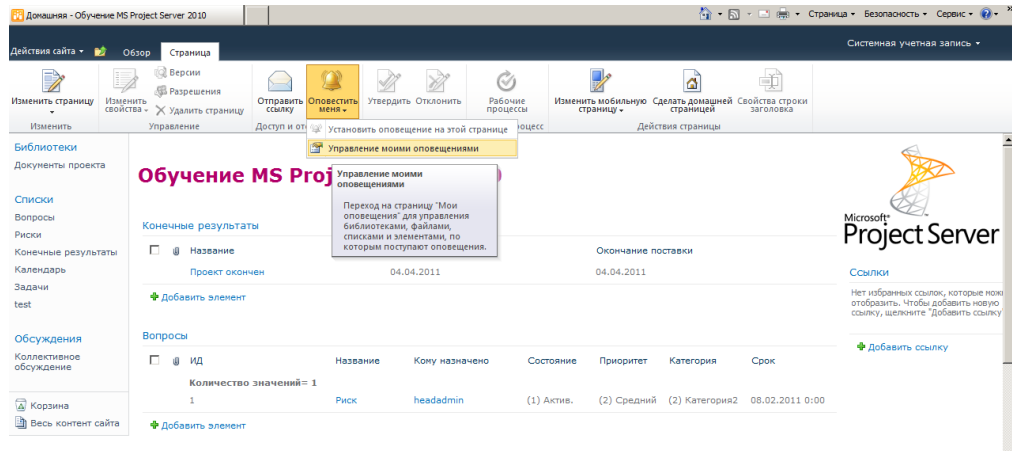 Домашняя - Обучение MS Project Server 2010
Страница Безопасность Сервис
Действия сайта Обзор Страница Системная учетная запись
Изменить страницу
Изменить свойства
Версии
Разрешения
Удалить страницу
Отправить ссылку
Оповестить меня
Утвердить Отклонить
Рабочие процессы
Изменить мобильную страницу
Сделать домашней страницей
Свойства строки заголовка
Изменить Управление Доступ и от оцесс Действия страницы
Установить оповещение на этой странице
Управление моими оповещениями
Управление моими
оповещениями
Переход на страницу "Мои
оповещения" для управления
библиотеками, файлами,
списками и элементами, по
которым поступают оповещения.
Библиотеки
Документы проекта
Списки
Вопросы
Риски
Конечные результаты
Календарь
Задачи
test
Обсуждения
Коллективное
обсуждение
Корзина
Весь контент сайта
Обучение MS Proj )
Конечные результаты
Название Окончание поставки
Проект окончен 04.04.2011 04.04.2011
Добавить элемент
Вопросы
ИД Название Кому назначено Состояние Приоритет Категория Срок
Количество значений= 1
1 Риск headadmin (1) Актив. (2) Средний (2) Категория2 08.02.2011 0:00
Добавить элемент
Microsoft
Project Server
Ссылки
Нет избранных ссылок, которые мож
отобразить. Чтобы добавить новую
ссылку, щелкните "Добавить ссылку
Добавить ссылку